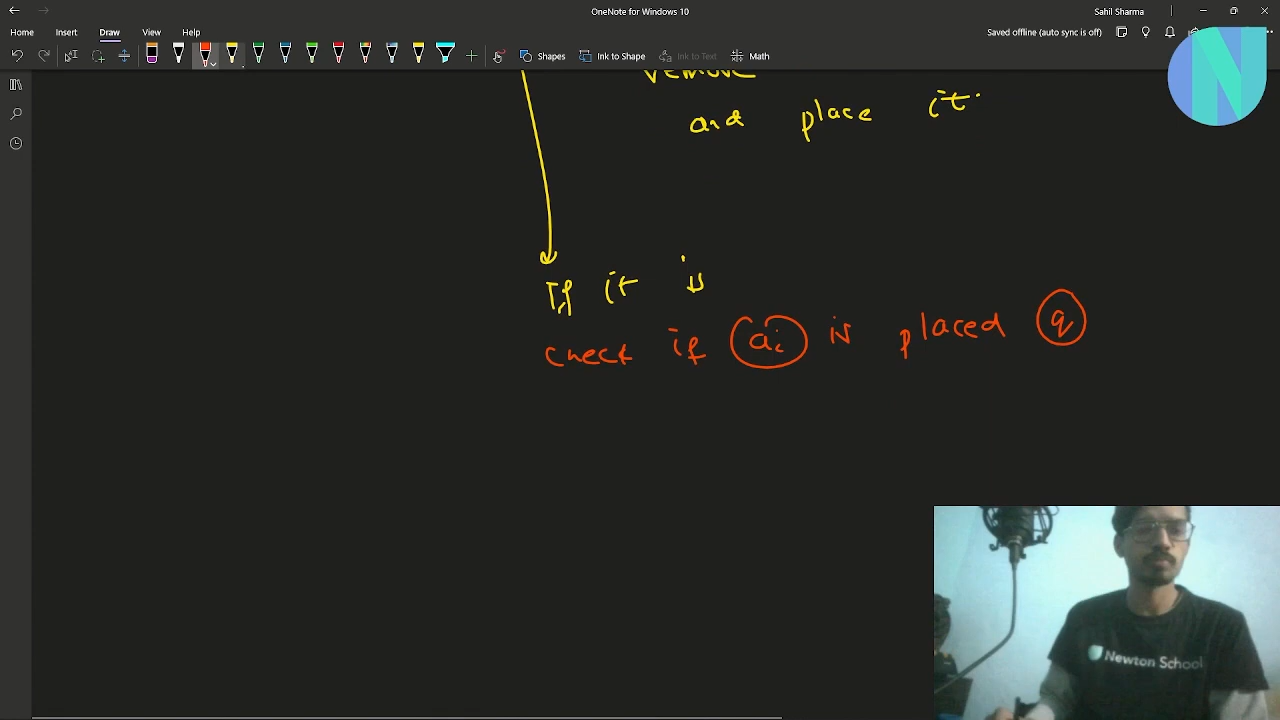 OneNote for Windows 10
Sahil Sharma
Home Insert Draw View Help
Saved offline (auto sync is off)
Shapes Ink to Shape Ink to Text Math
remove
and place it.
If it is
check if ai is placed q
Newton School